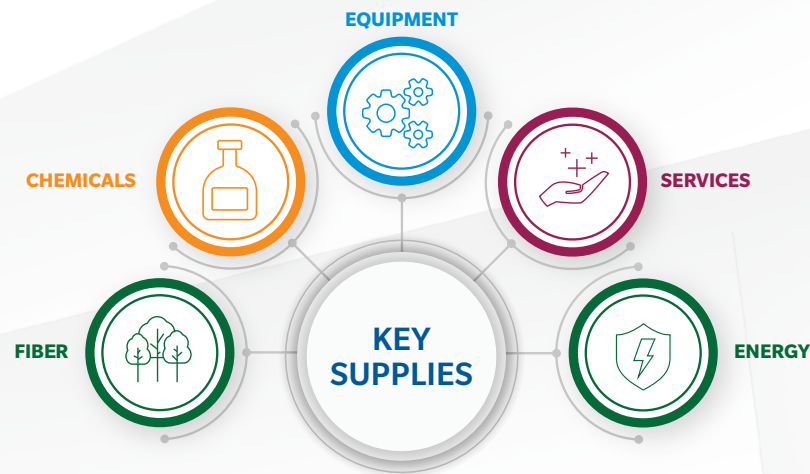 EQUIPMENT
CHEMICALS
SERVICES
FIBER
KEY
SUPPLIES
ENERGY